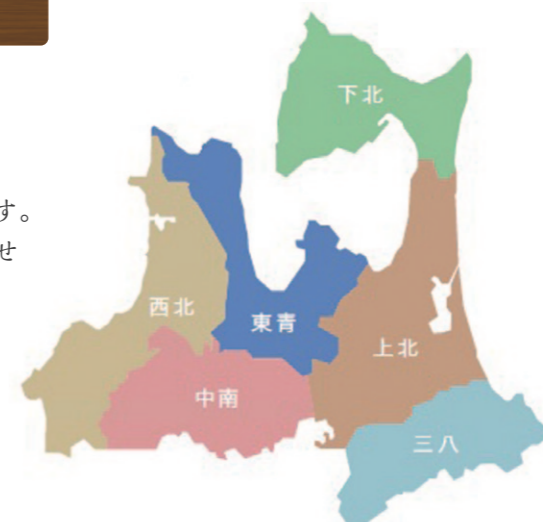 下北
す。
せ
西北
東青
上北
中南
三八